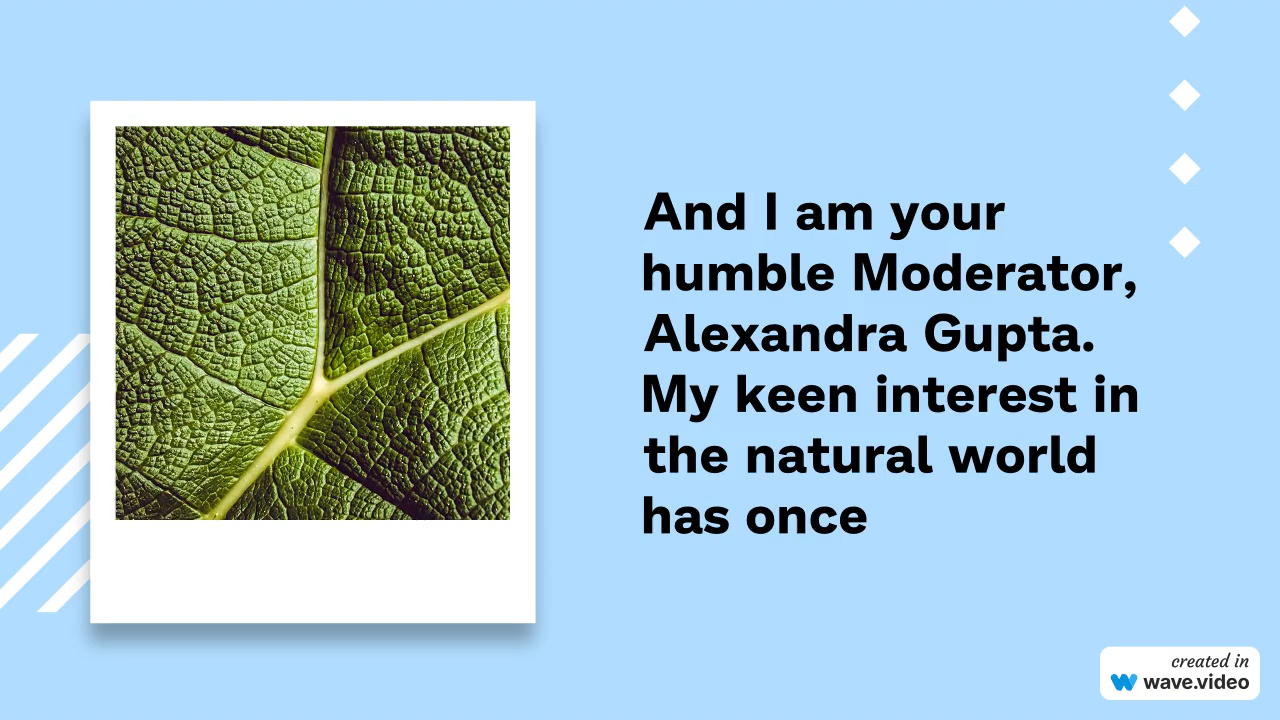 And I am your
humble Moderator,
Alexandra Gupta.
My keen interest in
the natural world
has once
created in
wave.video